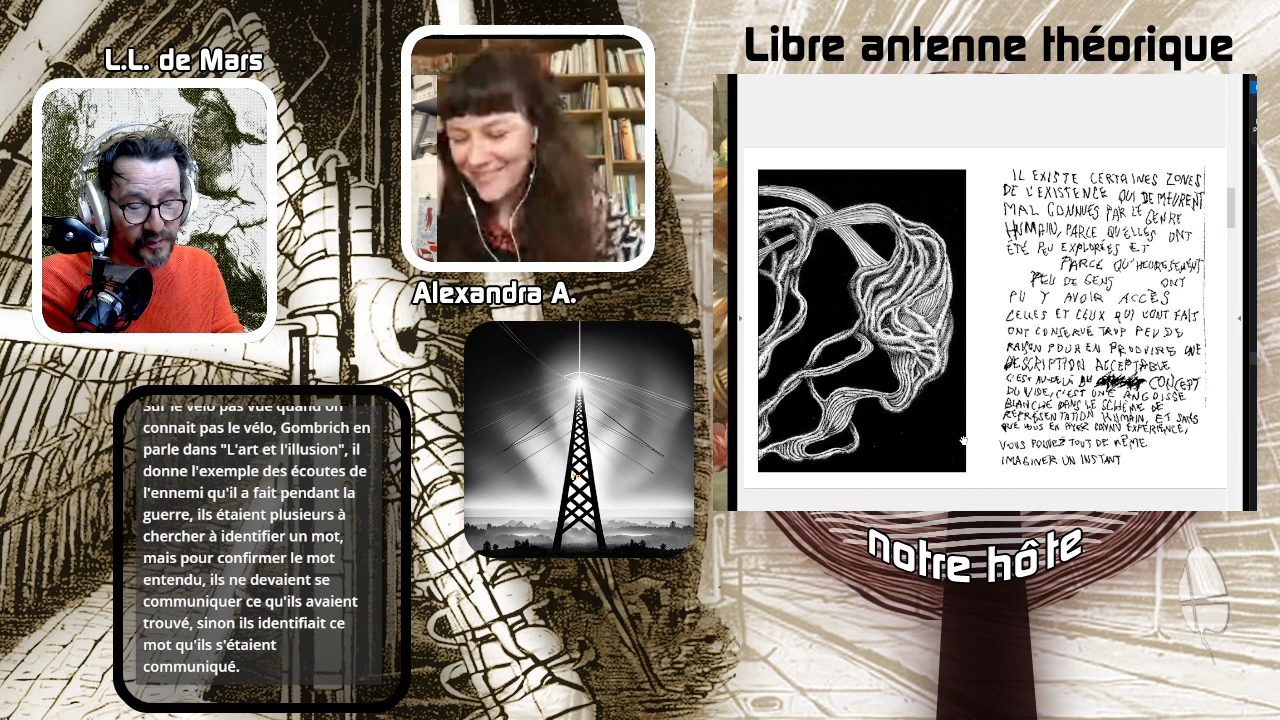 L.L. de Mars
Libre antenne théorique
Alexandra A.
IL EXISTE CERTAINES ZONES
DE L'EXISTENCE QUI DEMEURENT
MAL CONNUES PAR LE GENRE
HUMAIN, PARCE QU'ELLES ONT
ÉTÉ PEU EXPLORÉES ET
PARCE QU'HEUREUSEMENT
PEU DE GENS ONT
PU Y AVOIR ACCÈS
CELLES ET CEUX QUI L'ONT FAIT
ONT CONSERVÉ TROP PEU DE
RAISON POUR EN PRODUIRE UNE
DESCRIPTION ACCEPTABLE
C'EST AU-DELÀ DU CONCEPT
DU VIDE, C'EST UNE ANGOISSE
BLANCHE DANS LE SCHÈME DE
REPRÉSENTATION HUMAIN, ET SANS
QUE VOUS EN AYEZ CONNU L'EXPÉRIENCE,
VOUS POUVEZ TOUT DE MÊME
IMAGINER UN INSTANT
Sur le vélo pas vue quand on
connait pas le vélo, Gombrich en
parle dans "L'art et l'illusion", il
donne l'exemple des écoutes de
l'ennemi qu'il a fait pendant la
guerre, ils étaient plusieurs à
chercher à identifier un mot,
mais pour confirmer le mot
entendu, ils ne devaient se
communiquer ce qu'ils avaient
trouvé, sinon ils identifiait ce
mot qu'ils s'étaient
communiqué.
notre hôte